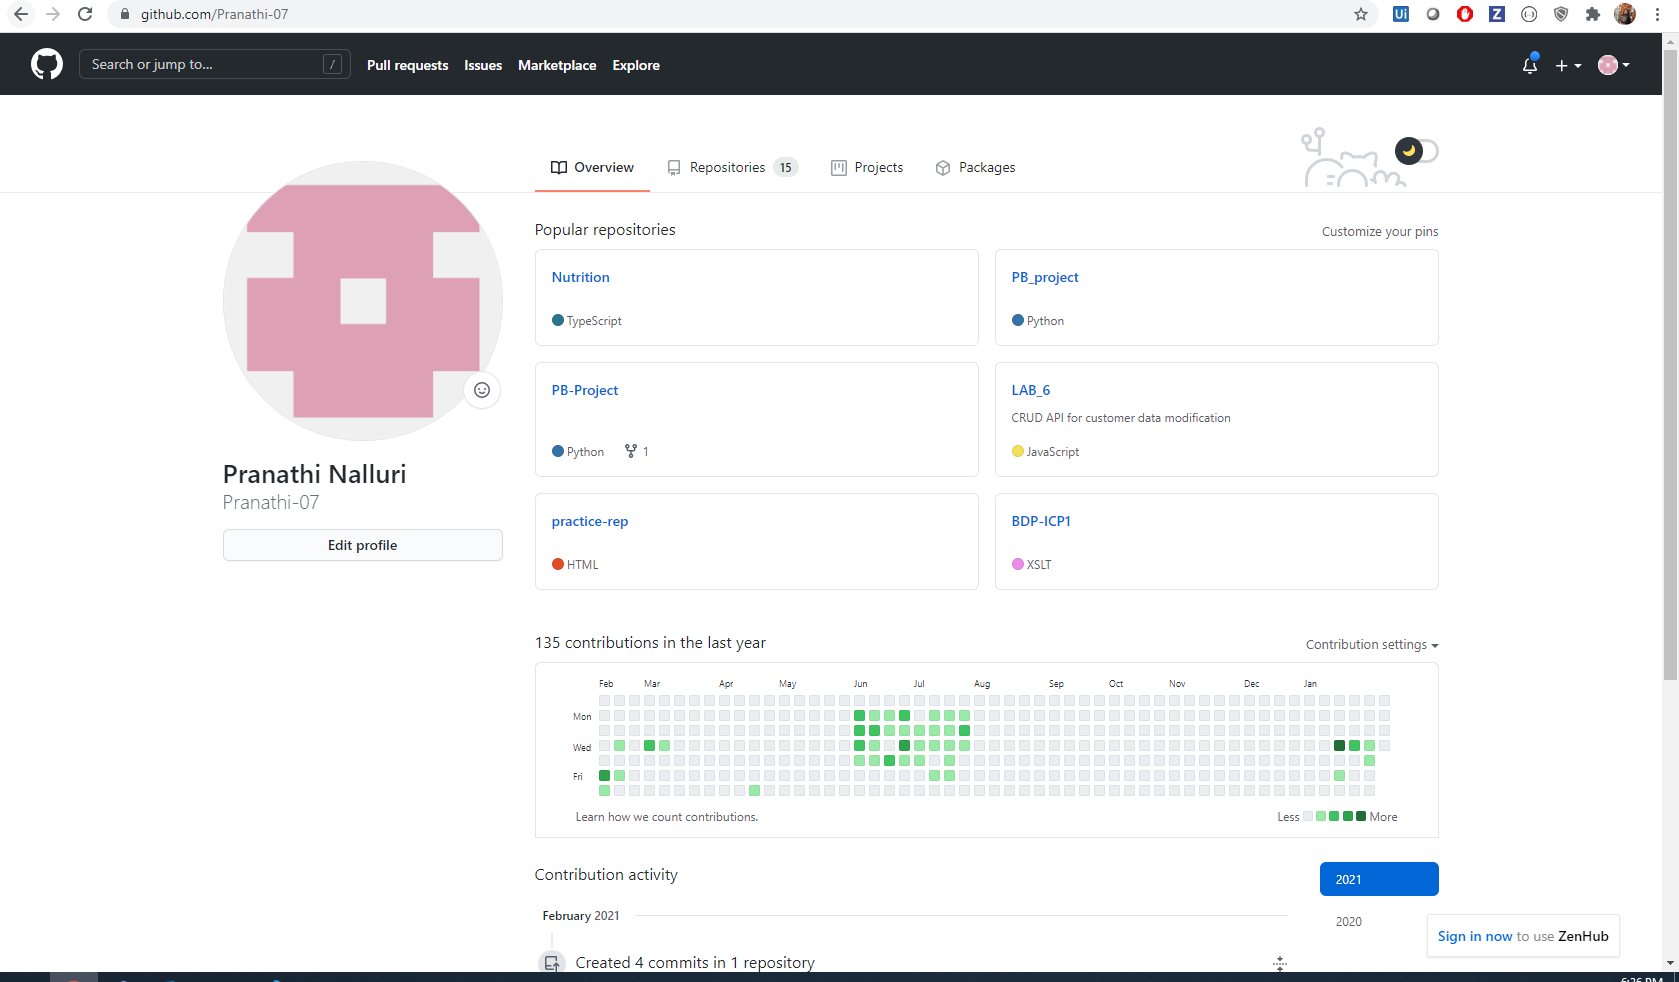 github.com/Pranathi-07
Ui
Z
Search or jump to...
/
Pull requests
Issues
Marketplace
Explore
Overview
Repositories 15
Projects
Packages
Popular repositories
Customize your pins
Nutrition
TypeScript
PB_project
Python
PB-Project
Python 1
LAB_6
CRUD API for customer data modification
JavaScript
practice-rep
HTML
BDP-ICP1
XSLT
Pranathi Nalluri
Pranathi-07
Edit profile
135 contributions in the last year
Contribution settings
Feb Mar Apr May Jun Jul Aug Sep Oct Nov Dec Jan
Mon
Wed
Fri
Learn how we count contributions.
Less More
Contribution activity
2021
February 2021
2020
Sign in now to use ZenHub
Created 4 commits in 1 repository